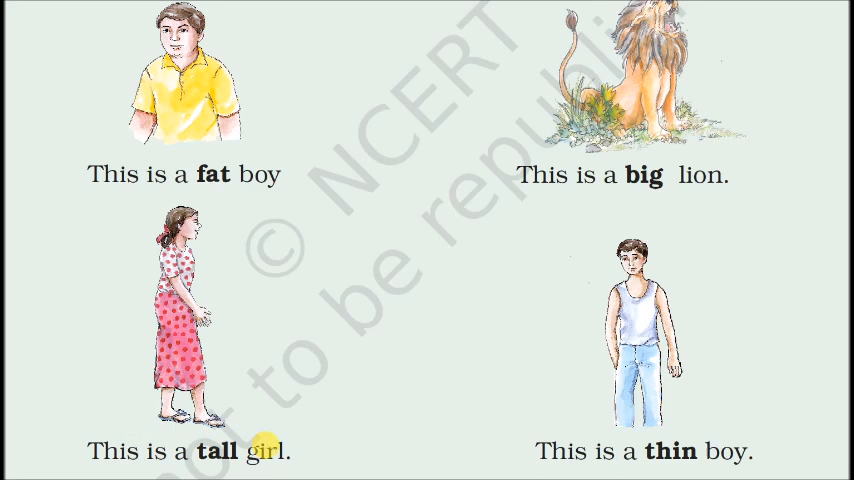 This is a fat boy
This is a big lion.
This is a tall girl.
This is a thin boy.
© NCERT
not to be republi